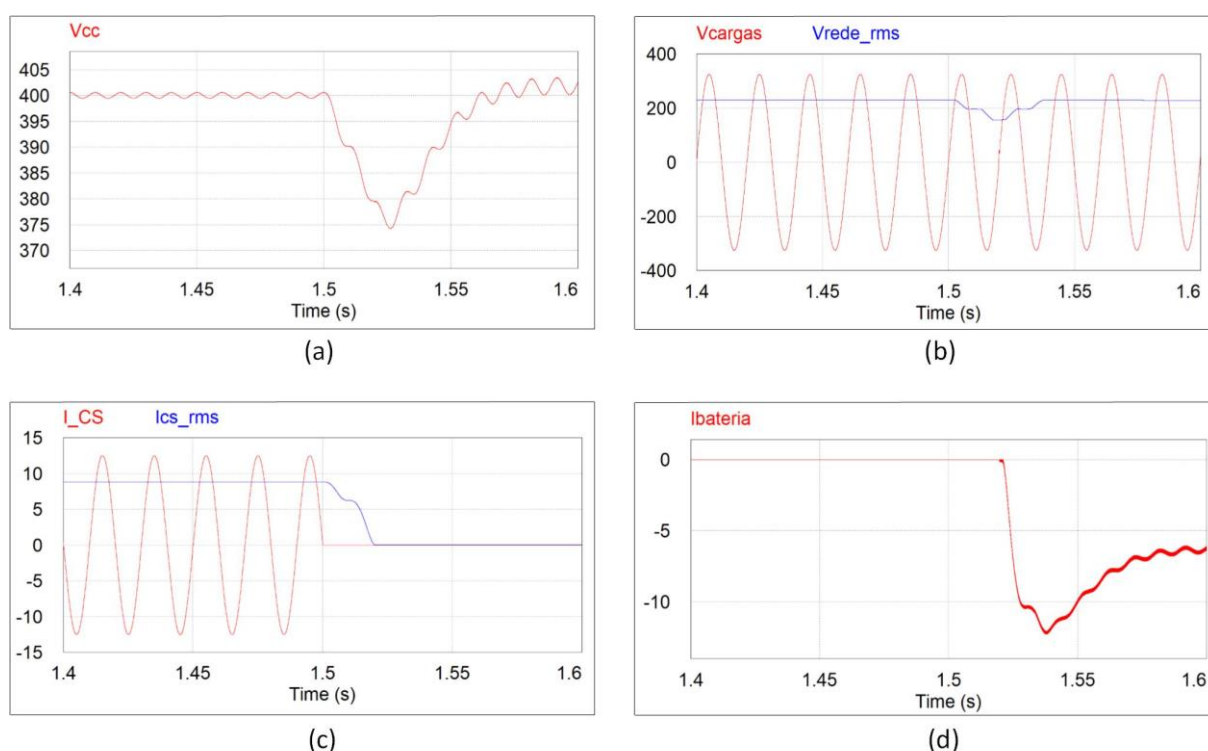 Vcc
405
400
395
390
385
380
375
370
1.4 1.45 1.5 1.55 1.6
Time (s)
(a)
Vcargas Vrede_rms
400
200
0
-200
-400
1.4 1.45 1.5 1.55 1.6
Time (s)
(b)
I_CS Ics_rms
15
10
5
0
-5
-10
-15
1.4 1.45 1.5 1.55 1.6
Time (s)
(c)
Ibateria
0
-5
-10
1.4 1.45 1.5 1.55 1.6
Time (s)
(d)